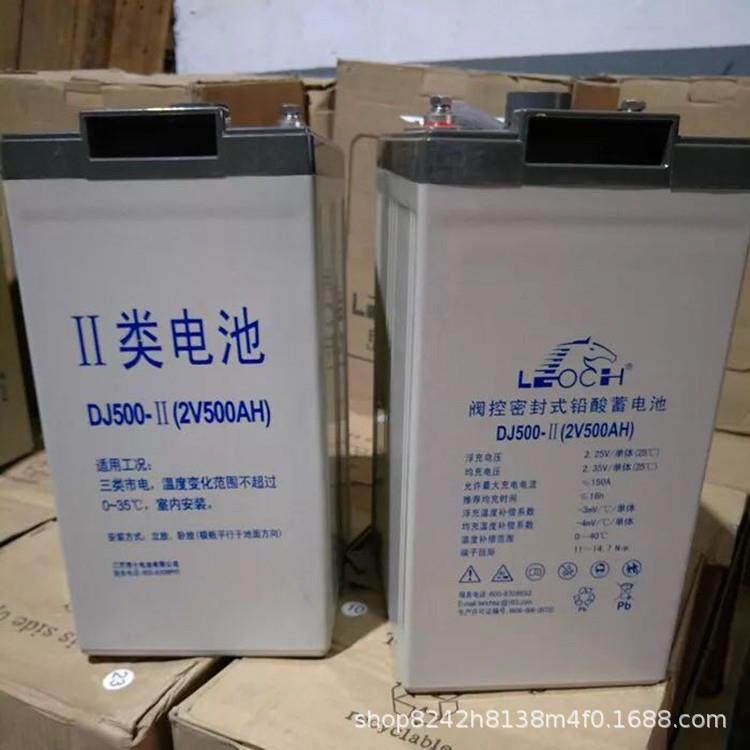 II类电池
DJ500-II(2V500AH)
适用工况:
三类市电, 温度变化范围不超过
0~35℃, 室内安装。
安装方式: 立放、卧放(极板平行于地面方向)
LEOCH®
阀控密封式铅酸蓄电池
DJ500-II(2V500AH)
浮充电压 2.25V/单体(25℃)
均充电压 2.35V/单体(25℃)
允许最大充电电流 ≤150A
推荐均充时间 ≤18h
浮充温度补偿系数 -3mV/℃/单体
均充温度补偿系数 -4mV/℃/单体
温度补偿范围 0~40℃
端子扭矩 11~14.7 N·m
Pb
Pb
23
10
is side up
recyclable
shop8242h8138m4f0.1688.com